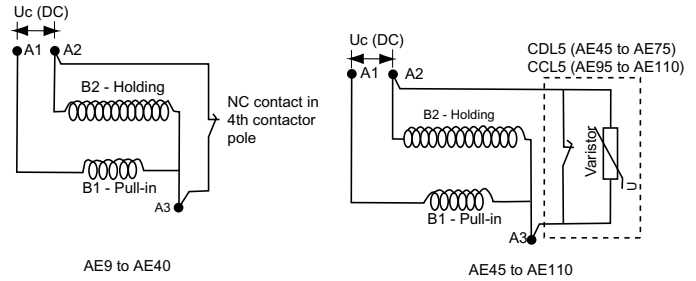 Uc (DC)
A1 A2
B2 - Holding
NC contact in
4th contactor
pole
B1 - Pull-in
A3
AE9 to AE40
Uc (DC)
A1 A2
CDL5 (AE45 to AE75)
CCL5 (AE95 to AE110)
B2 - Holding
Varistor
U
B1 - Pull-in
A3
AE45 to AE110